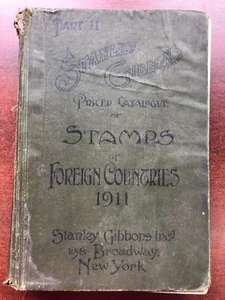 PART II
STANLEY
GIBBONS
PRICED CATALOGUE
OF
STAMPS
OF
FOREIGN COUNTRIES
1911
Stanley Gibbons Inc.
198 Broadway,
New York